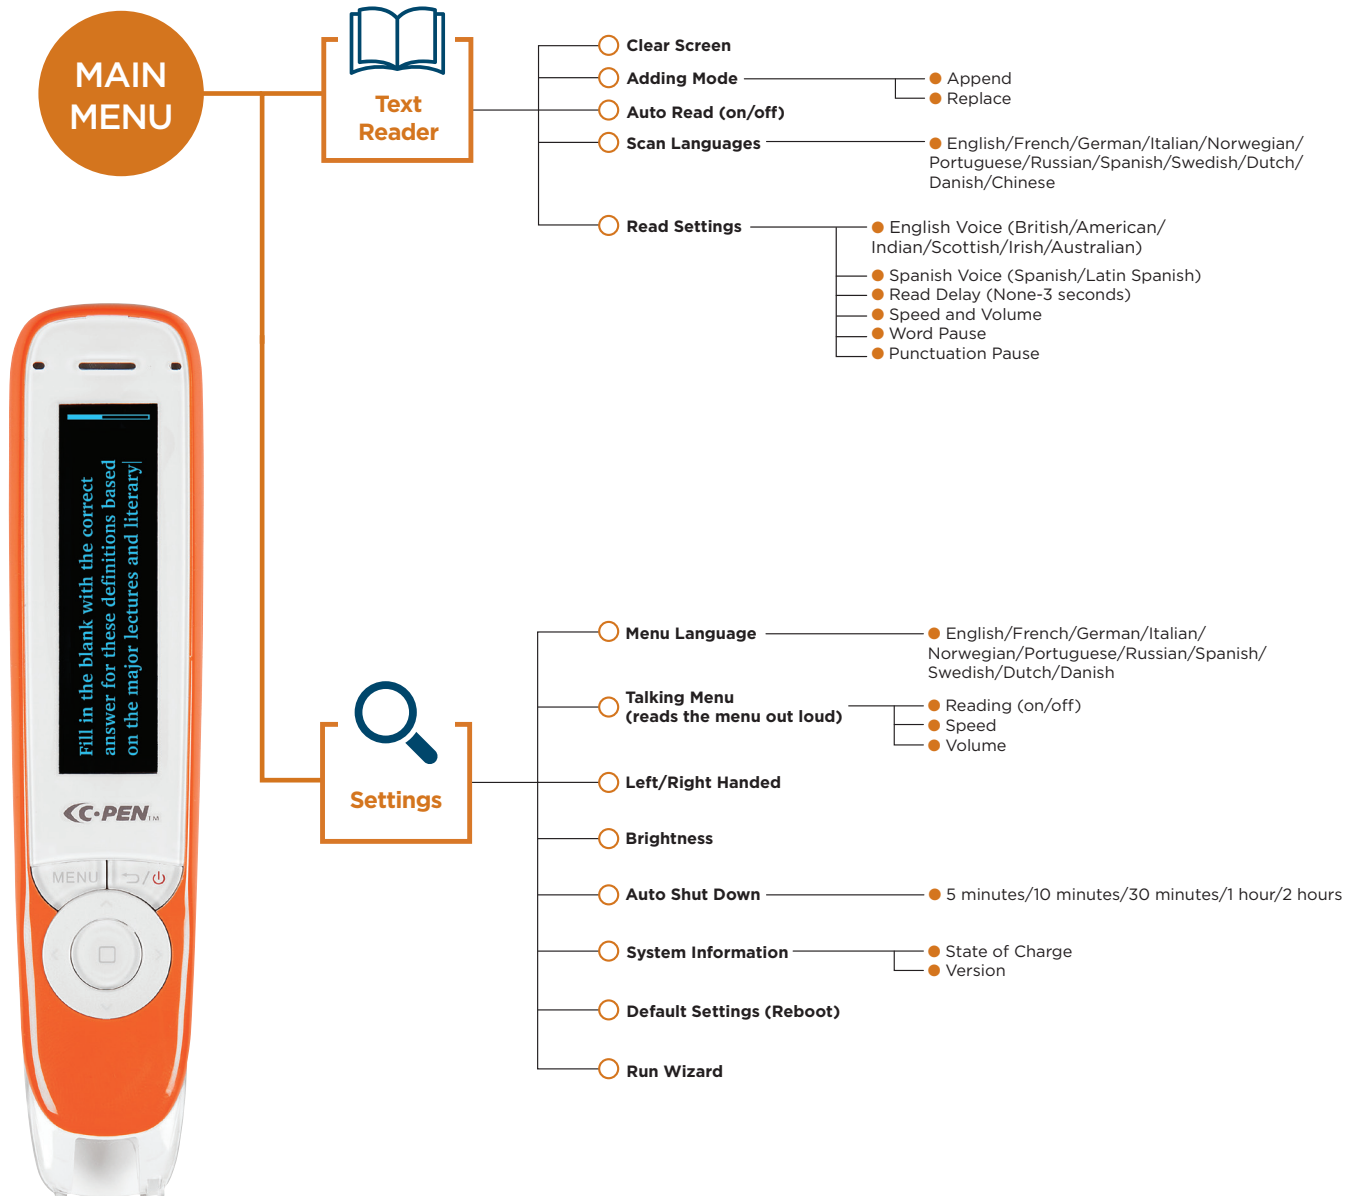 MAIN
MENU
Text
Reader
Clear Screen
Adding Mode
Append
Replace
Auto Read (on/off)
Scan Languages
English/French/German/Italian/Norwegian/
Portuguese/Russian/Spanish/Swedish/Dutch/
Danish/Chinese
Read Settings
English Voice (British/American/
Indian/Scottish/Irish/Australian)
Spanish Voice (Spanish/Latin Spanish)
Read Delay (None-3 seconds)
Speed and Volume
Word Pause
Punctuation Pause
Fill in the blank with the correct
answer for these definitions based
on the major lectures and literary
C-PEN™
MENU
Settings
Menu Language
English/French/German/Italian/
Norwegian/Portuguese/Russian/Spanish/
Swedish/Dutch/Danish
Talking Menu
(reads the menu out loud)
Reading (on/off)
Speed
Volume
Left/Right Handed
Brightness
Auto Shut Down
5 minutes/10 minutes/30 minutes/1 hour/2 hours
System Information
State of Charge
Version
Default Settings (Reboot)
Run Wizard